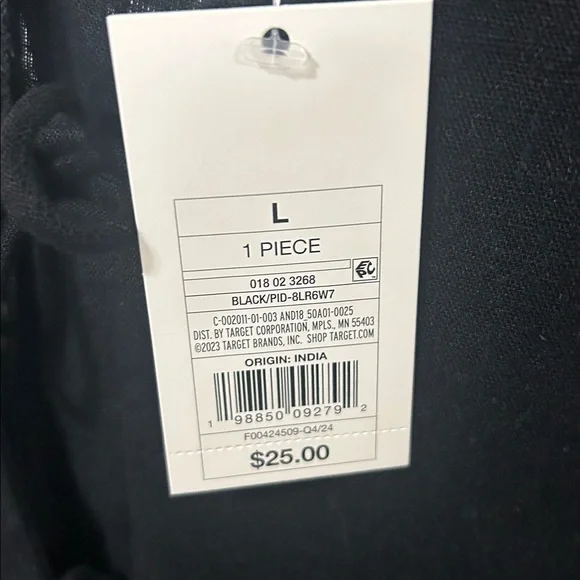 L
1 PIECE
018 02 3268
EPC
BLACK/PID-8LR6W7
C-002011-01-003 AND18_50A01-0025
DIST. BY TARGET CORPORATION, MPLS., MN 55403
©2023 TARGET BRANDS, INC. SHOP TARGET.COM
ORIGIN: INDIA
1 98850 09279 2
F00424509-Q4/24
$25.00